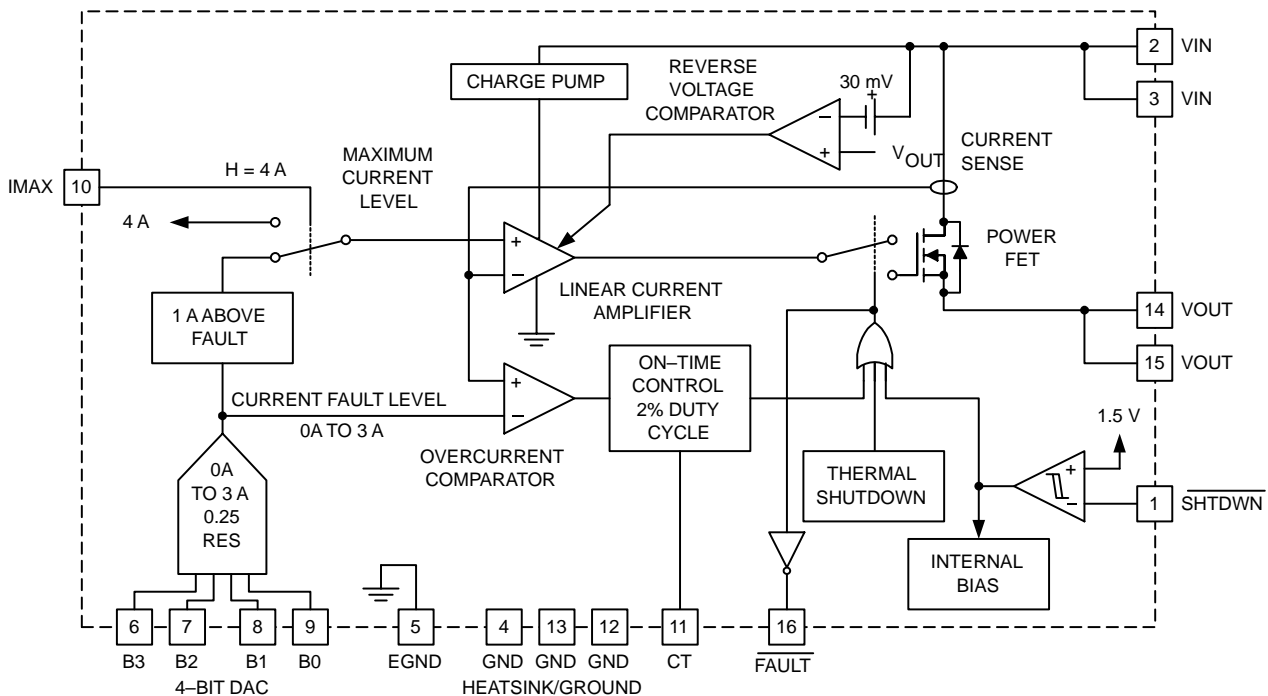 2
VIN
CHARGE PUMP
REVERSE
VOLTAGE
COMPARATOR
30 mV
+
−
+
VOUT
3
VIN
CURRENT
SENSE
IMAX
10
H = 4 A
MAXIMUM
CURRENT
LEVEL
4 A
+
−
LINEAR CURRENT
AMPLIFIER
POWER
FET
14
VOUT
15
VOUT
1 A ABOVE
FAULT
CURRENT FAULT LEVEL
0A TO 3 A
+
−
OVERCURRENT
COMPARATOR
ON–TIME
CONTROL
2% DUTY
CYCLE
1.5 V
+
−
1
SHTDWN
THERMAL
SHUTDOWN
INTERNAL
BIAS
0A
TO 3 A
0.25
RES
6
7
8
9
5
4
13
12
11
16
B3
B2
B1
B0
EGND
GND
GND
GND
CT
FAULT
4–BIT DAC
HEATSINK/GROUND